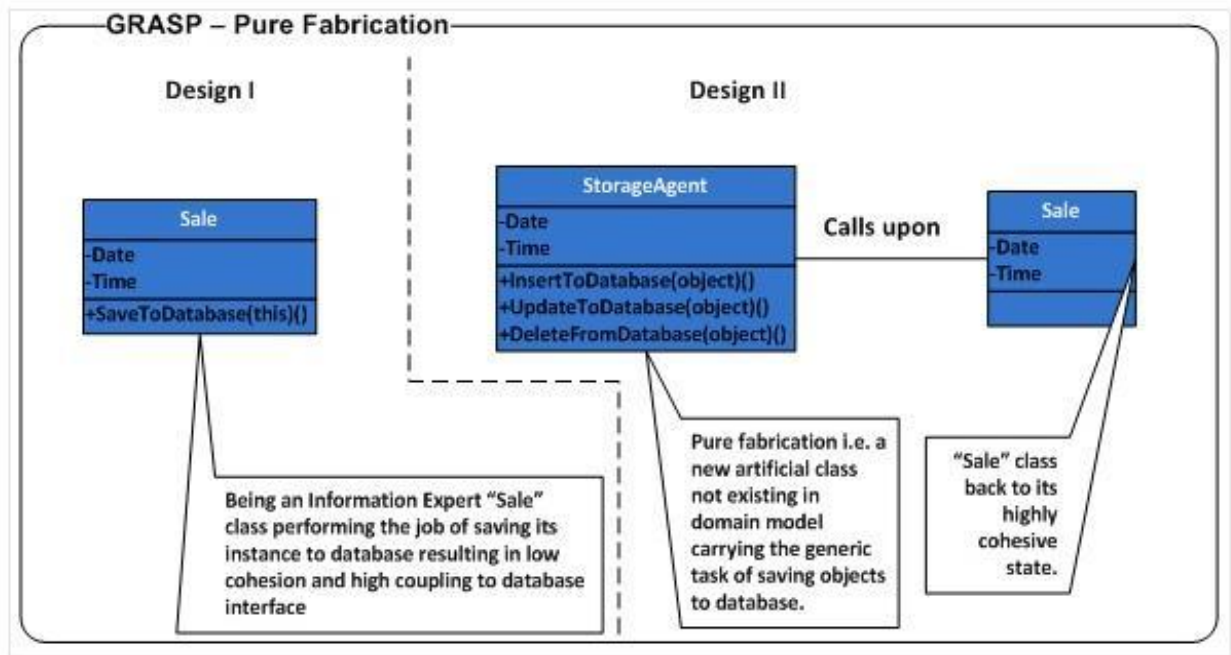 GRASP – Pure Fabrication
Design I
Design II
Sale
-Date
-Time
+SaveToDatabase(this)()
StorageAgent
-Date
-Time
+InsertToDatabase(object)()
+UpdateToDatabase(object)()
+DeleteFromDatabase(object)()
Calls upon
Sale
-Date
-Time
Being an Information Expert “Sale”
class performing the job of saving its
instance to database resulting in low
cohesion and high coupling to database
interface
Pure fabrication i.e. a
new artificial class
not existing in
domain model
carrying the generic
task of saving objects
to database.
“Sale” class
back to its
highly
cohesive
state.